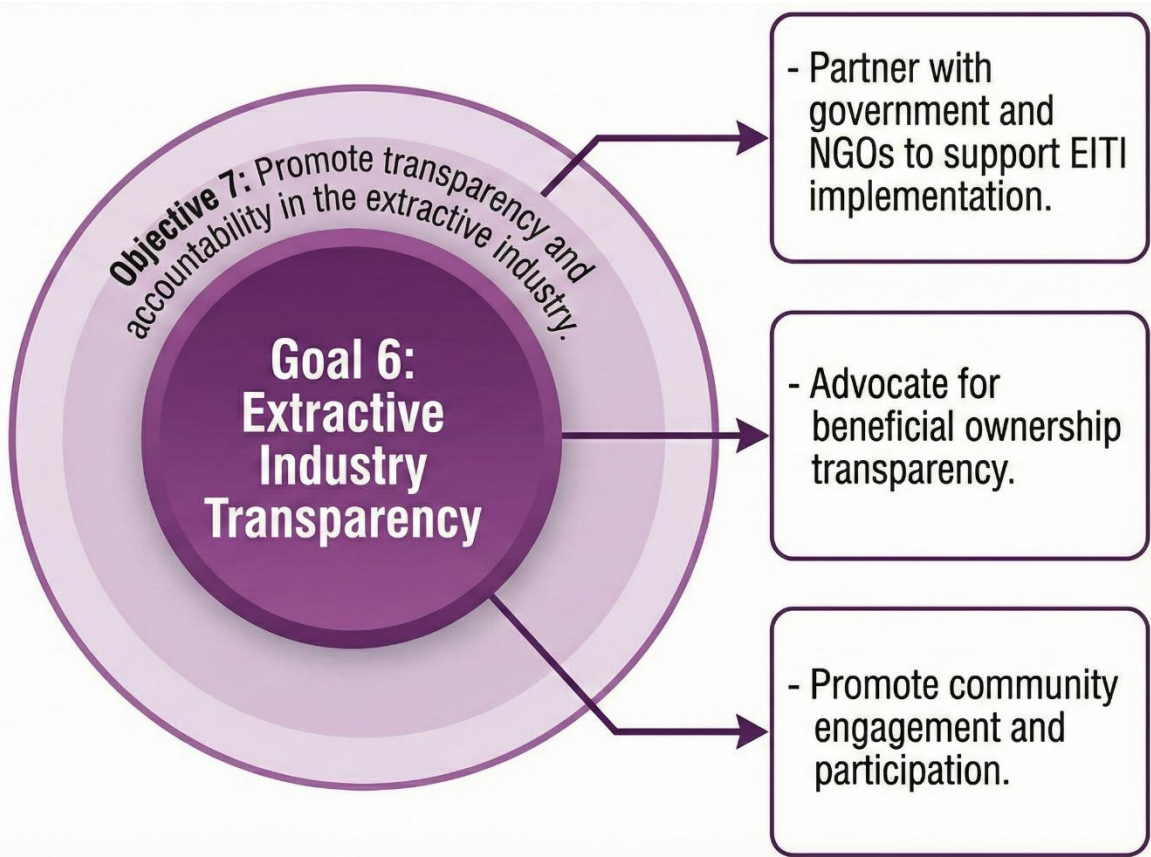 Objective 7: Promote transparency and
accountability in the extractive industry.
Goal 6:
Extractive
Industry
Transparency
- Partner with
government and
NGOs to support EITI
implementation.
- Advocate for
beneficial ownership
transparency.
- Promote community
engagement and
participation.